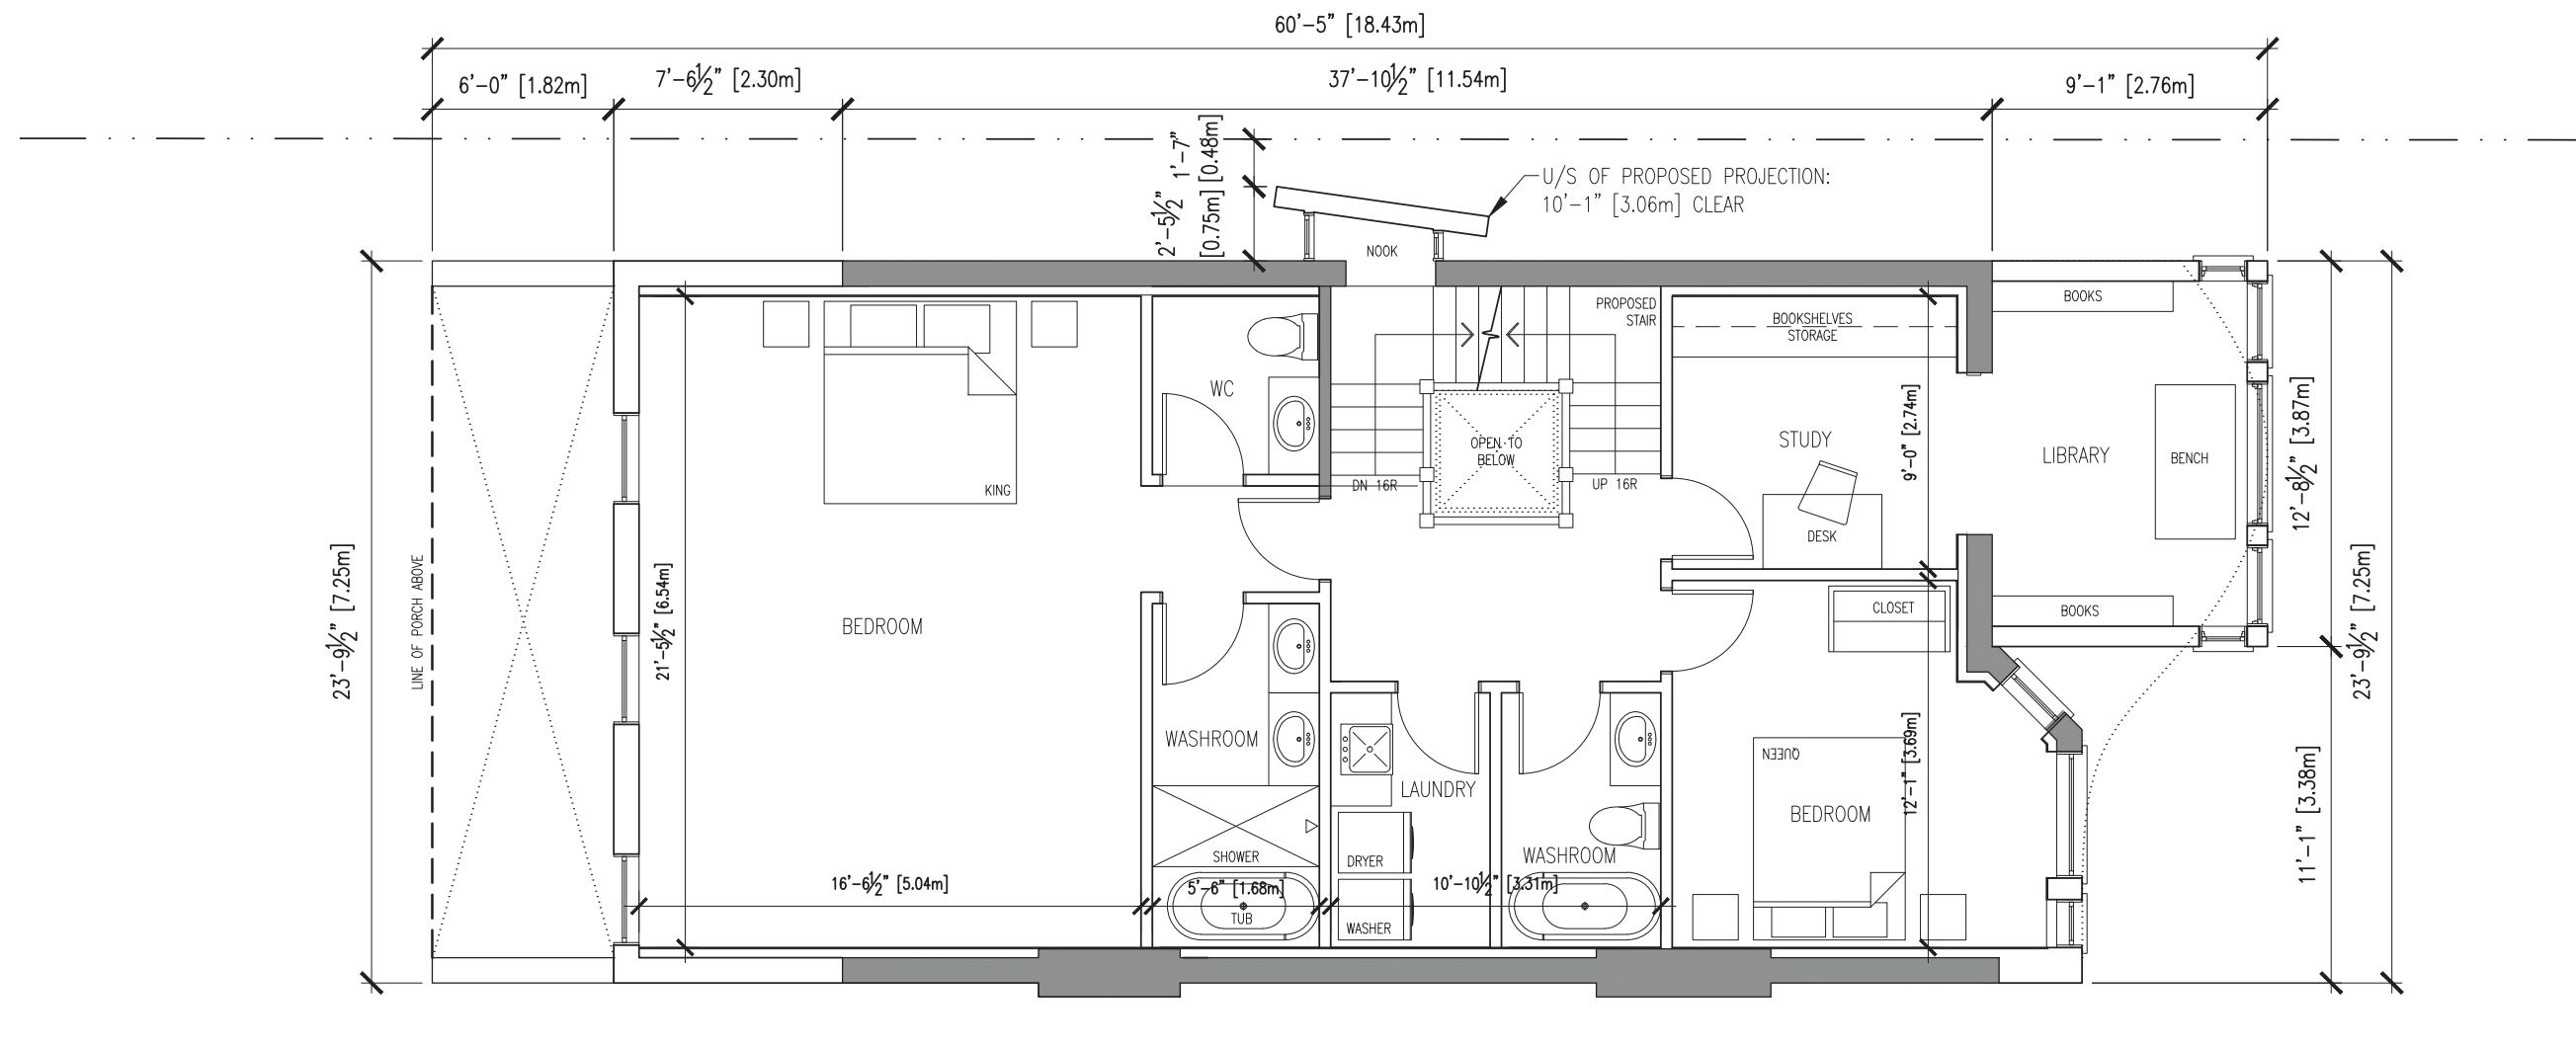 60'-5" [18.43m]
6'-0" [1.82m]
7'-6½" [2.30m]
37'-10½" [11.54m]
9'-1" [2.76m]
1'-7"
[0.48m]
2'-5½"
[0.75m]
U/S OF PROPOSED PROJECTION:
10'-1" [3.06m] CLEAR
NOOK
PROPOSED
STAIR
BOOKSHELVES
STORAGE
BOOKS
WC
KING
DN 16R
OPEN TO
BELOW
UP 16R
STUDY
9'-0" [2.74m]
DESK
LIBRARY
BENCH
12'-8½" [3.87m]
23'-9½" [7.25m]
LINE OF PORCH ABOVE
21'-5½" [6.54m]
BEDROOM
CLOSET
BOOKS
23'-9½" [7.25m]
WASHROOM
LAUNDRY
QUEEN
BEDROOM
12'-1" [3.69m]
11'-1" [3.38m]
SHOWER
DRYER
WASHROOM
16'-6½" [5.04m]
5'-6" [1.68m]
10'-10½" [3.31m]
TUB
WASHER